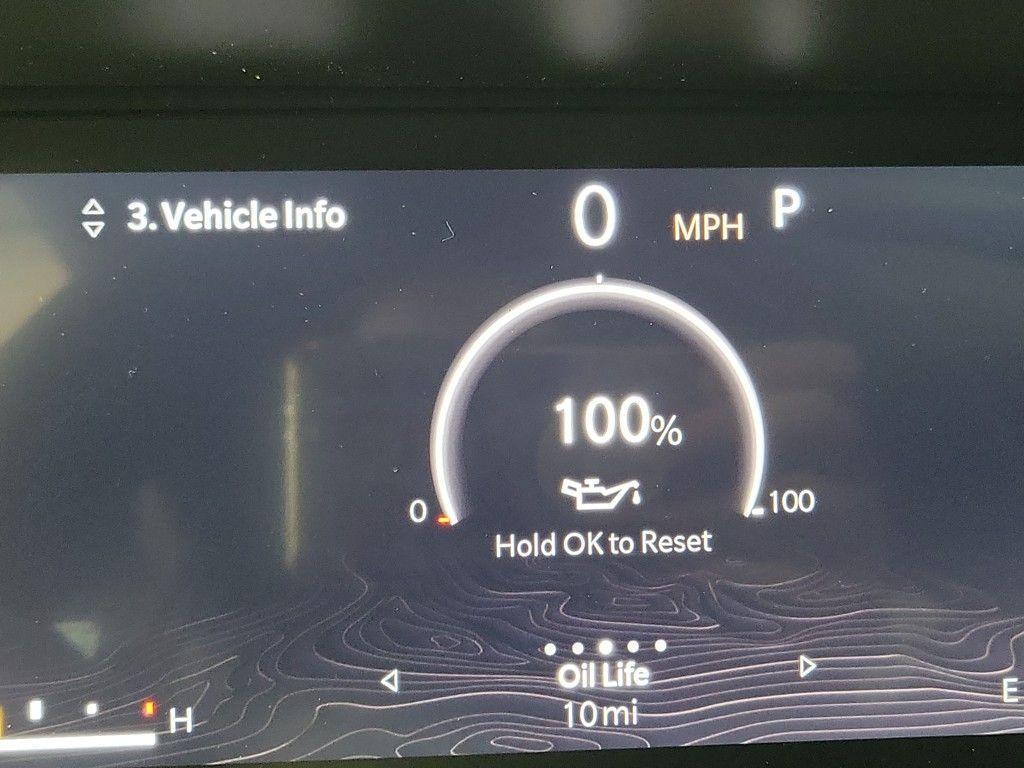 3. Vehicle Info
0 MPH P
100%
0
100
Hold OK to Reset
Oil Life
10 mi
H
E